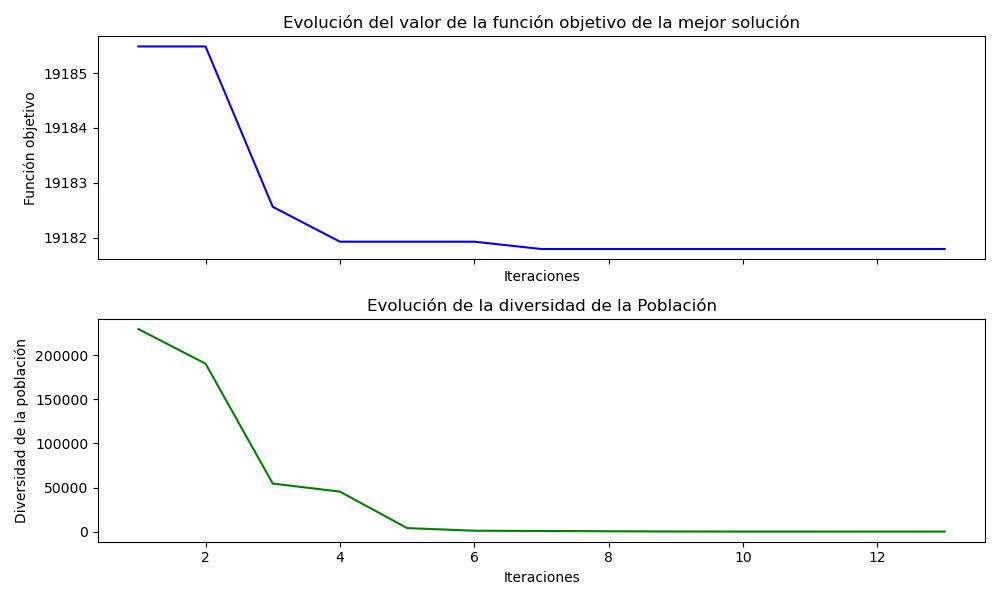 Evolución del valor de la función objetivo de la mejor solución
Función objetivo
19185
19184
19183
19182
Iteraciones
Evolución de la diversidad de la Población
Diversidad de la población
200000
150000
100000
50000
0
2 4 6 8 10 12
Iteraciones